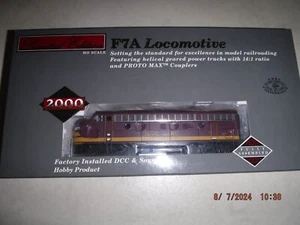 F7A Locomotive
HO SCALE
Setting the standard for excellence in model railroading
Featuring helical geared power trucks with 14:1 ratio
and PROTO MAX™ Couplers
2000
Factory Installed DCC & Sound
Hobby Product
8/ 7/2024 10:38